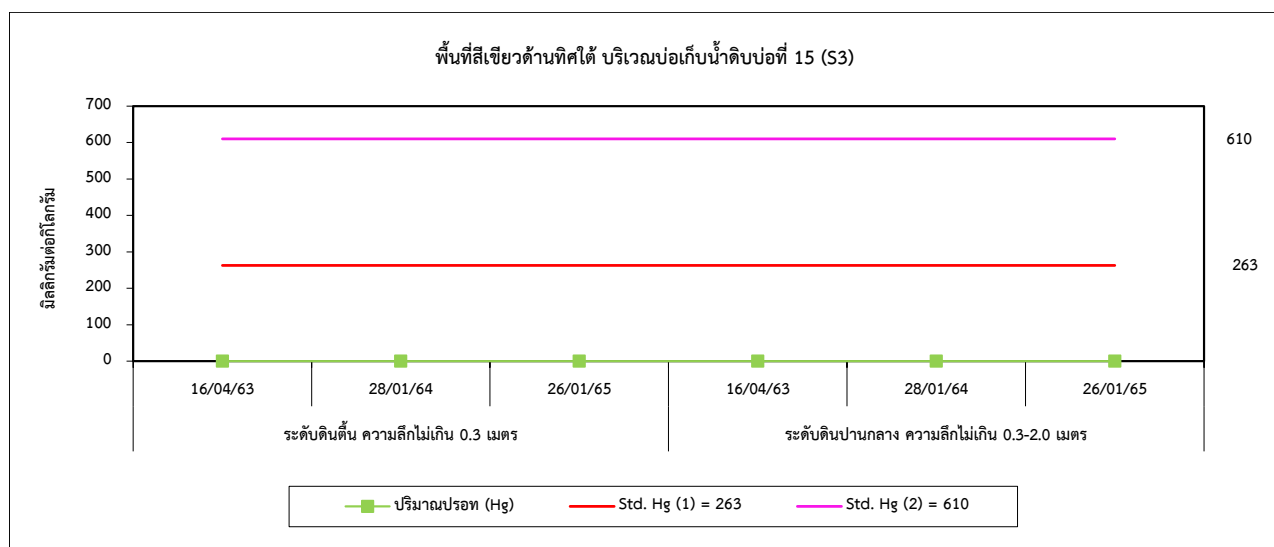 พื้นที่สีเขียวด้านทิศใต้ บริเวณบ่อเก็บน้ำดิบบ่อที่ 15 (S3)
มิลลิกรัมต่อกิโลกรัม
700
600
500
400
300
200
100
0
610
263
16/04/63 28/01/64 26/01/65 16/04/63 28/01/64 26/01/65
ระดับดินตื้น ความลึกไม่เกิน 0.3 เมตร ระดับดินปานกลาง ความลึกไม่เกิน 0.3-2.0 เมตร
ปริมาณปรอท (Hg) Std. Hg (1) = 263 Std. Hg (2) = 610